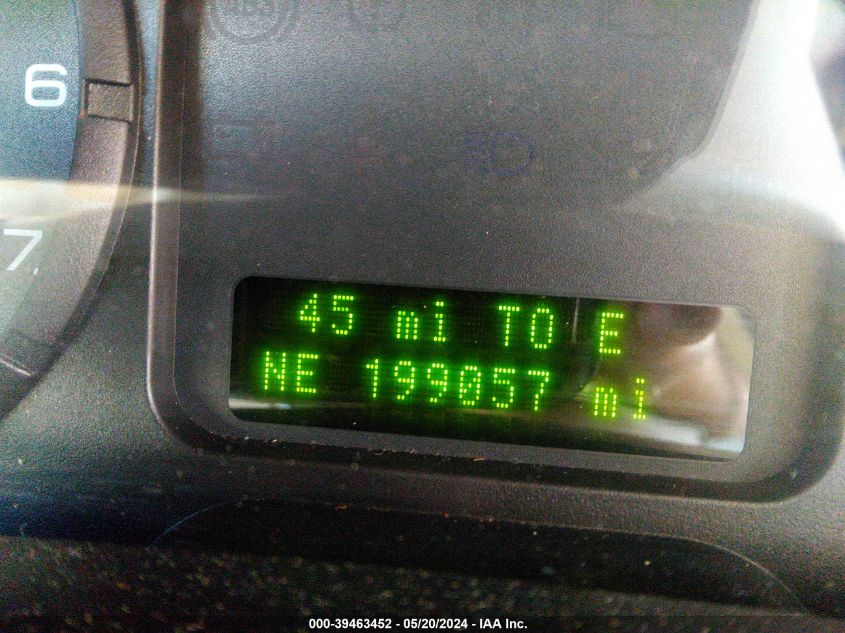 6
7
45 mi TO E
NE 199057 mi
000-39463452 - 05/20/2024 - IAA Inc.